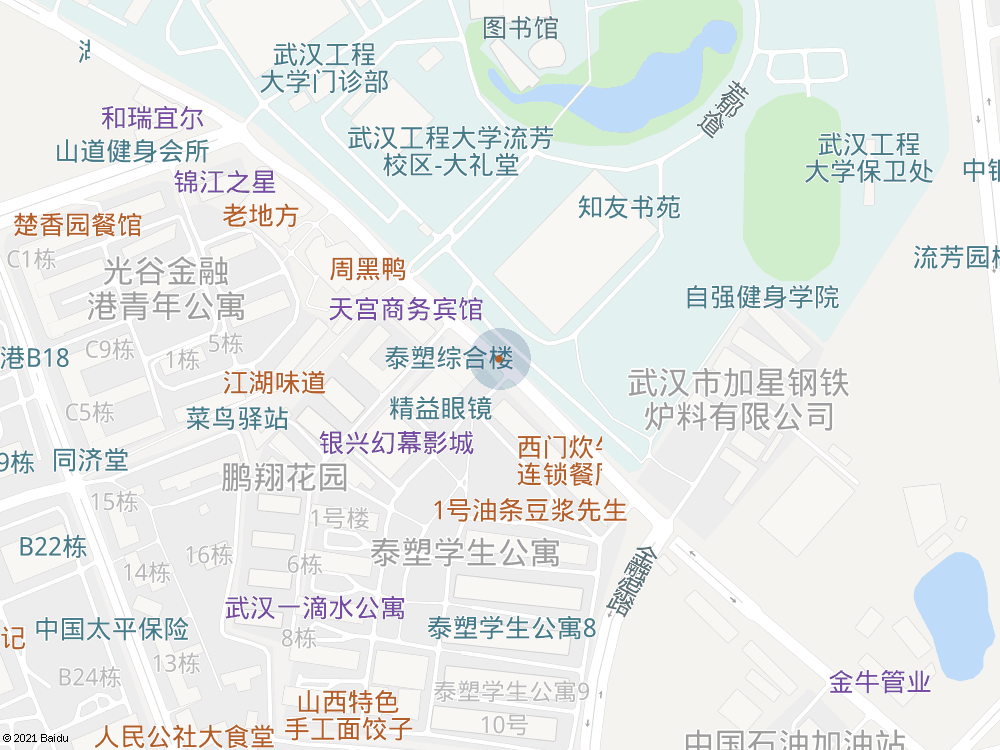 图书馆
湖
武汉工程
大学门诊部
和瑞宜尔
武汉工程大学流芳
校区-大礼堂
山道健身会所
武汉工程
大学保卫处
中银
锦江之星
知友书苑
老地方
楚香园餐馆
C1栋
流芳园
光谷金融
港青年公寓
周黑鸭
自强健身学院
天宫商务宾馆
5栋
C9栋
1栋
港B18
泰塑综合楼
江湖味道
武汉市加星钢铁
炉料有限公司
C5栋
菜鸟驿站
精益眼镜
银兴幻幕影城
西门炊
连锁餐厅
9栋
同济堂
鹏翔花园
15栋
1号油条豆浆先生
1号楼
B22栋
16栋
6栋
泰塑学生公寓
14栋
武汉一滴水公寓
中国太平保险
记
8栋
泰塑学生公寓8
13栋
B24栋
金牛管业
泰塑学生公寓9
10号
山西特色
手工面饺子
人民公社大食堂
中国石油加油站
© 2021 Baidu